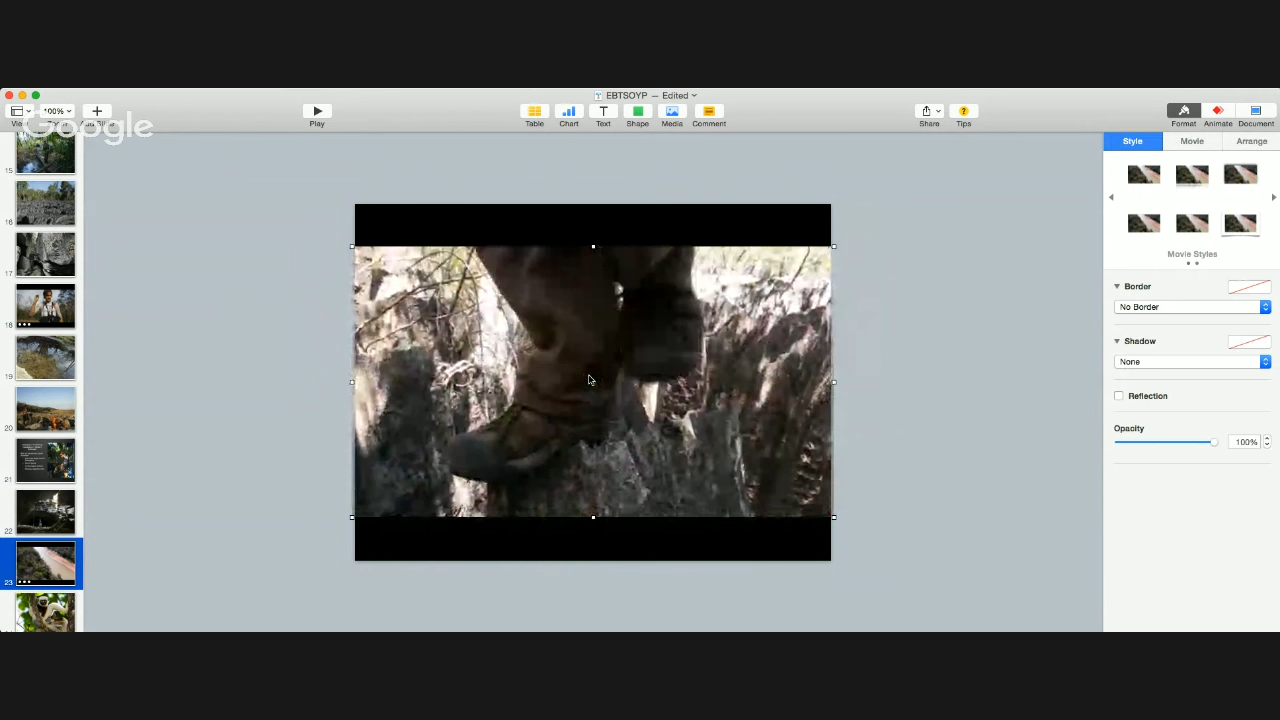 EBTSOYP — Edited
100%
Google
Play
Table
Chart
Text
Shape
Media
Comment
Share
Tips
Format
Animate
Document
15
16
17
18
19
20
21
22
23
Style
Movie
Arrange
Movie Styles
Border
No Border
Shadow
None
Reflection
Opacity
100%